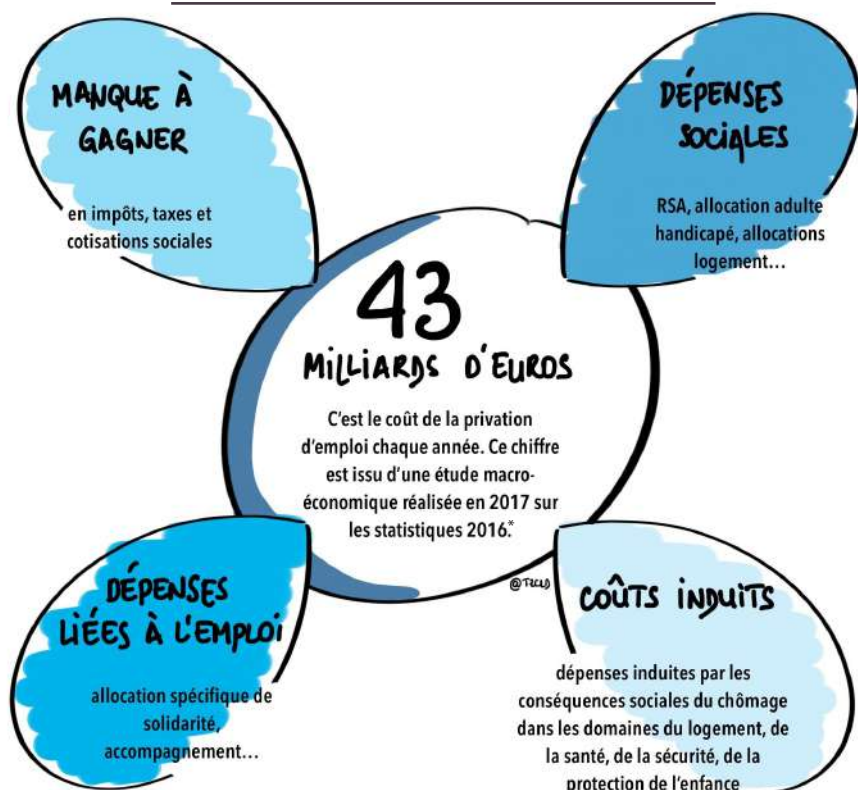 MANQUE À
GAGNER
en impôts, taxes et
cotisations sociales
DÉPENSES
SOCIALES
RSA, allocation adulte
handicapé, allocations
logement...
43
MILLIARDS D'EUROS
C'est le coût de la privation
d'emploi chaque année. Ce chiffre
est issu d'une étude macro-
économique réalisée en 2017 sur
les statistiques 2016.*
@TZCLD
DÉPENSES
LIÉES À L'EMPLOI
allocation spécifique de
solidarité,
accompagnement...
COÛTS INDUITS
dépenses induites par les
conséquences sociales du chômage
dans les domaines du logement, de
la santé, de la sécurité, de la
protection de l'enfance